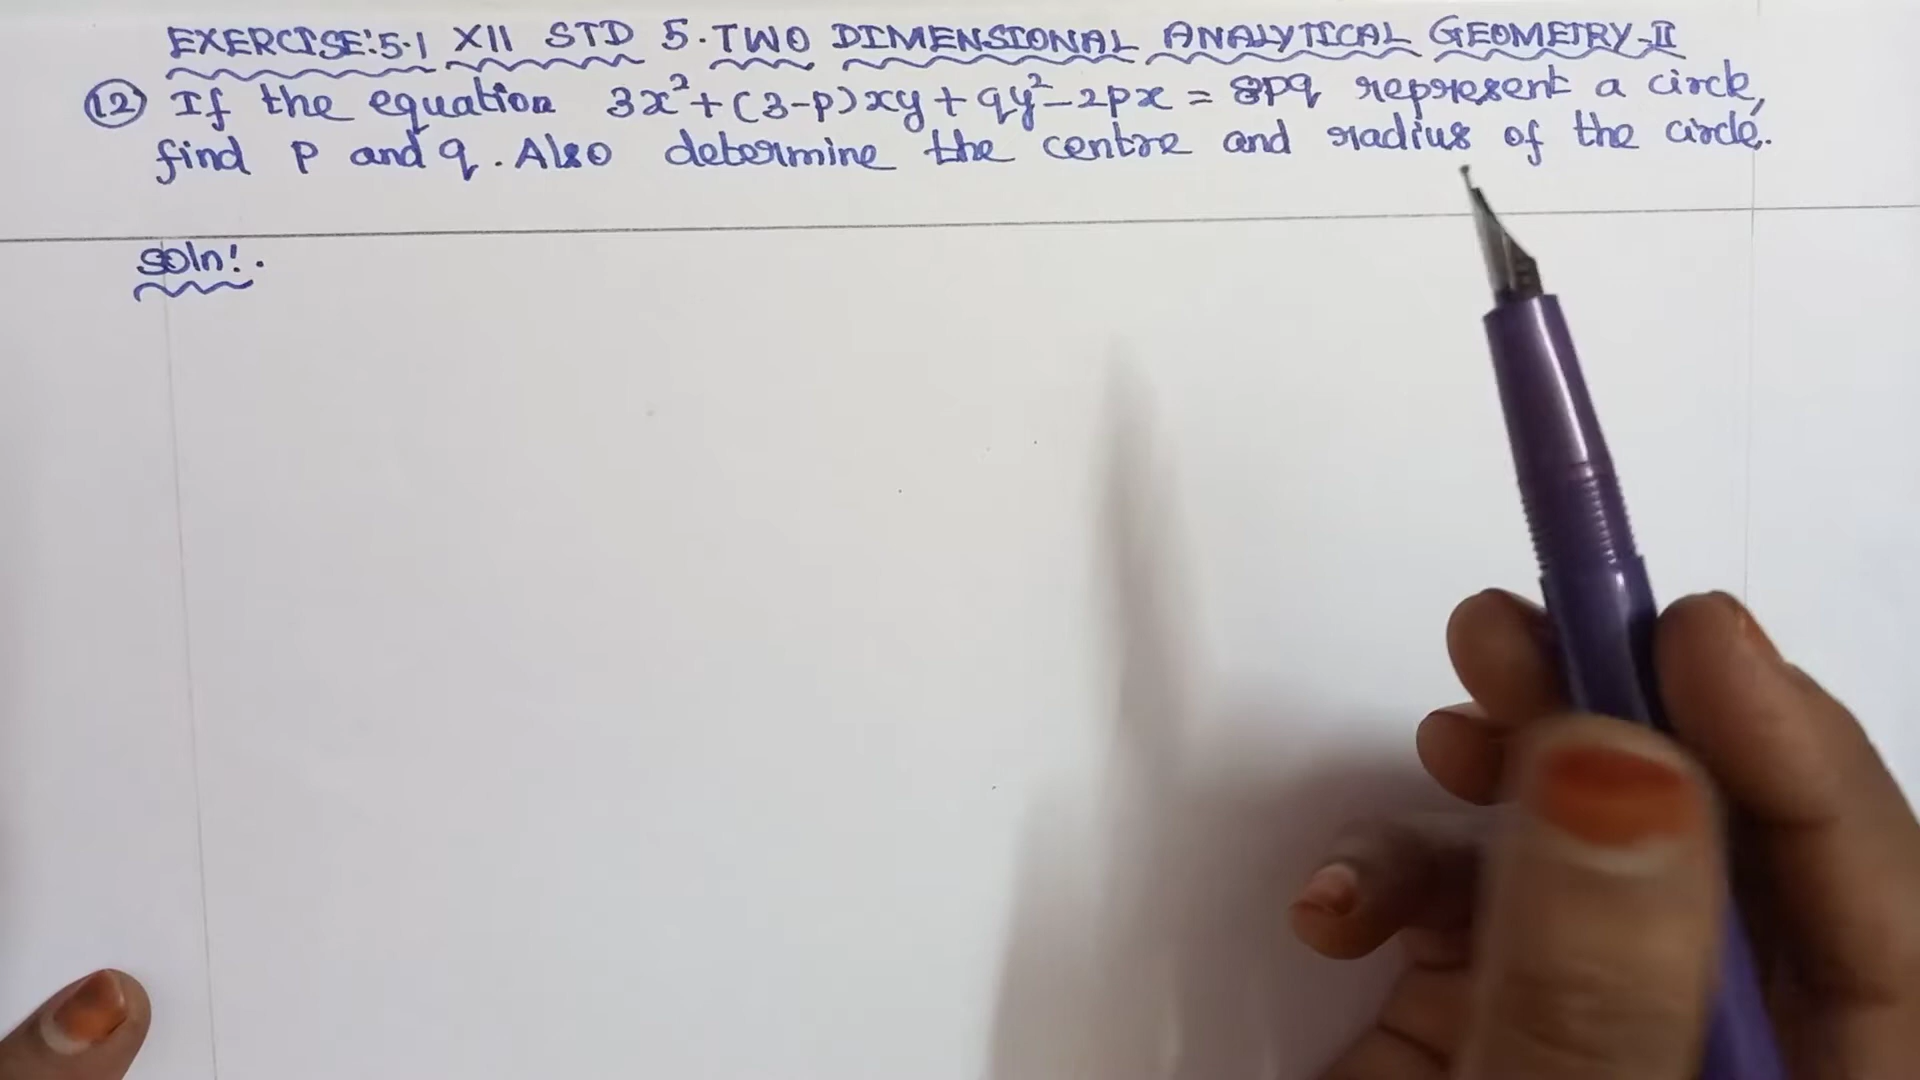 EXERCISE:5.1 XII STD 5.TWO DIMENSIONAL ANALYTICAL GEOMETRY-II
(12) If the equation 3x²+(3-p)xy+qy²-2px=8pq represent a circle,
find p and q. Also determine the centre and radius of the circle.
Soln:.